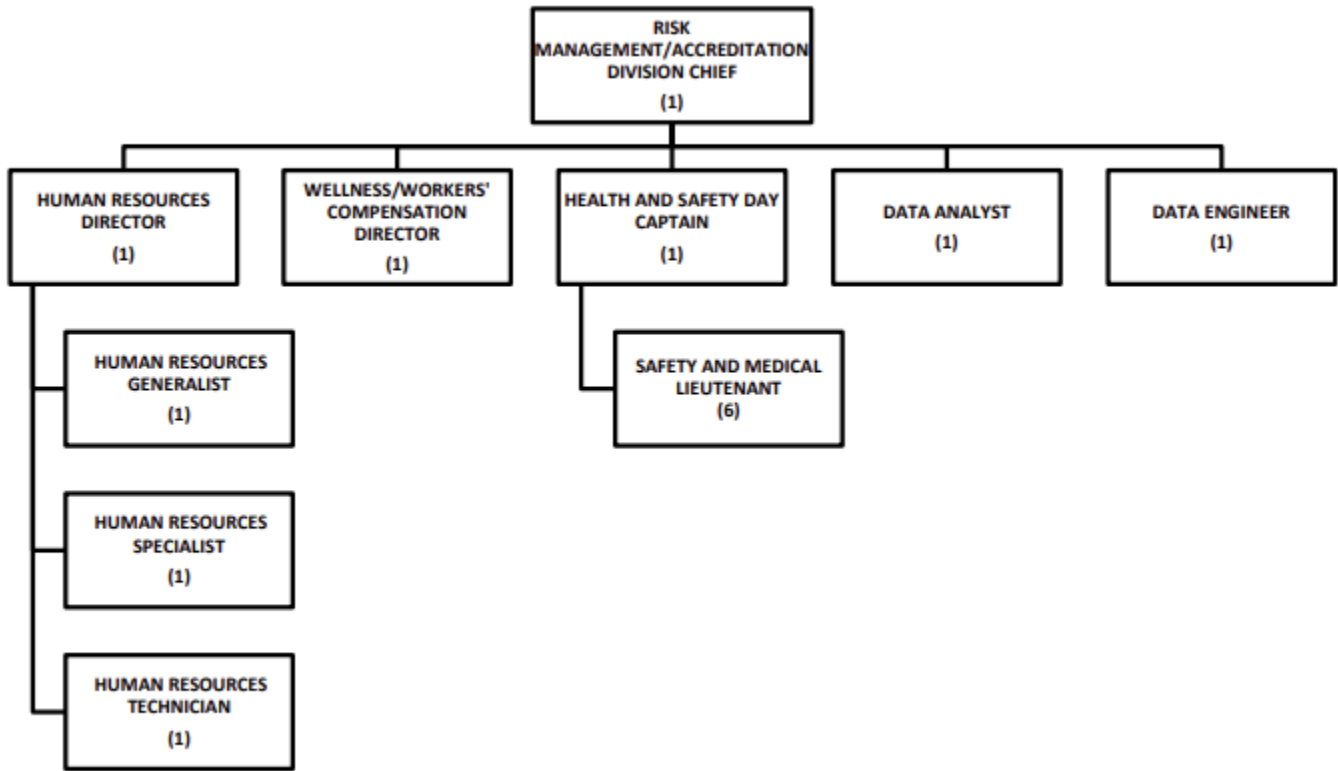 RISK
MANAGEMENT/ACCREDITATION
DIVISION CHIEF
(1)
HUMAN RESOURCES
DIRECTOR
(1)
WELLNESS/WORKERS'
COMPENSATION
DIRECTOR
(1)
HEALTH AND SAFETY DAY
CAPTAIN
(1)
DATA ANALYST
(1)
DATA ENGINEER
(1)
HUMAN RESOURCES
GENERALIST
(1)
SAFETY AND MEDICAL
LIEUTENANT
(6)
HUMAN RESOURCES
SPECIALIST
(1)
HUMAN RESOURCES
TECHNICIAN
(1)